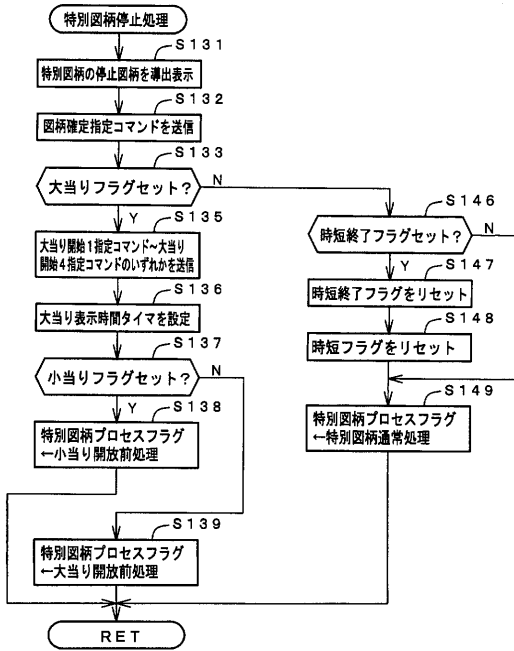 特別図柄停止処理
S131
特別図柄の停止図柄を導出表示
S132
図柄確定指定コマンドを送信
S133
大当りフラグセット？
N
Y
S135
大当り開始1指定コマンド～大当り
開始4指定コマンドのいずれかを送信
S136
大当り表示時間タイマを設定
S137
小当りフラグセット？
N
Y
S138
特別図柄プロセスフラグ
←小当り開放前処理
S139
特別図柄プロセスフラグ
←大当り開放前処理
RET
S146
時短終了フラグセット？
N
Y
S147
時短終了フラグをリセット
S148
時短フラグをリセット
S149
特別図柄プロセスフラグ
←特別図柄通常処理